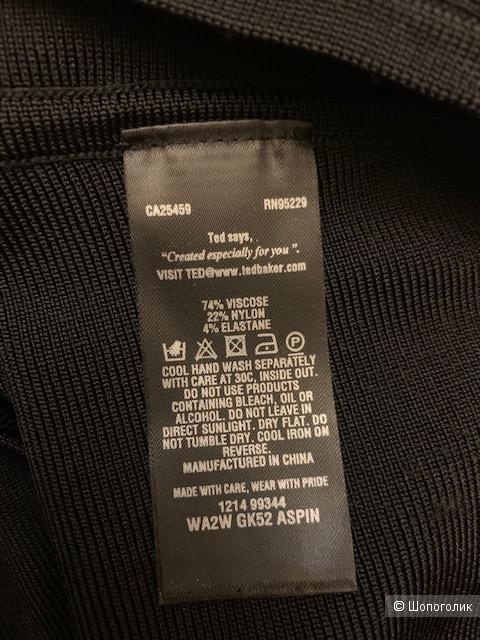 CA25459 RN95229
Ted says,.
"Created especially for you".
VISIT TED@www.tedbaker.com
74% VISCOSE
22% NYLON
4% ELASTANE
P
COOL HAND WASH SEPARATELY
WITH CARE AT 30C, INSIDE OUT.
DO NOT USE PRODUCTS
CONTAINING BLEACH, OIL OR
ALCOHOL. DO NOT LEAVE IN
DIRECT SUNLIGHT. DRY FLAT. DO
NOT TUMBLE DRY. COOL IRON ON
REVERSE.
MANUFACTURED IN CHINA
MADE WITH CARE, WEAR WITH PRIDE
1214 99344
WA2W GK52 ASPIN
© Шопоголик